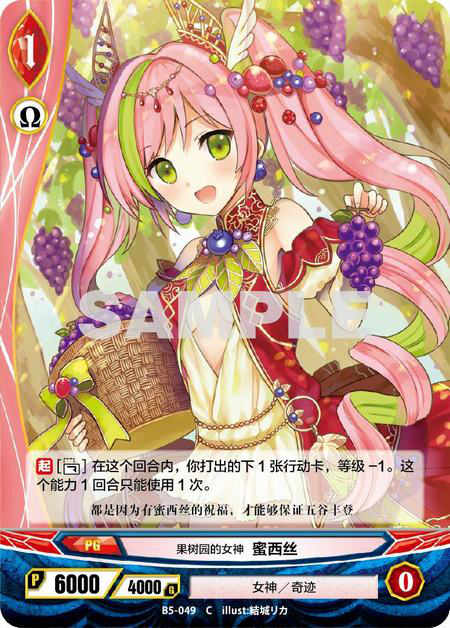 1
Ω
SAMPLE
起[]在这个回合内，你打出的下1张行动卡，等级-1。这
个能力1回合只能使用1次。
都是因为有蜜西丝的祝福，才能够保证五谷丰登
PG 果树园的女神 蜜西丝
P 6000 / 4000 G 女神／奇迹 0
B5-049 C illust:結城リカ